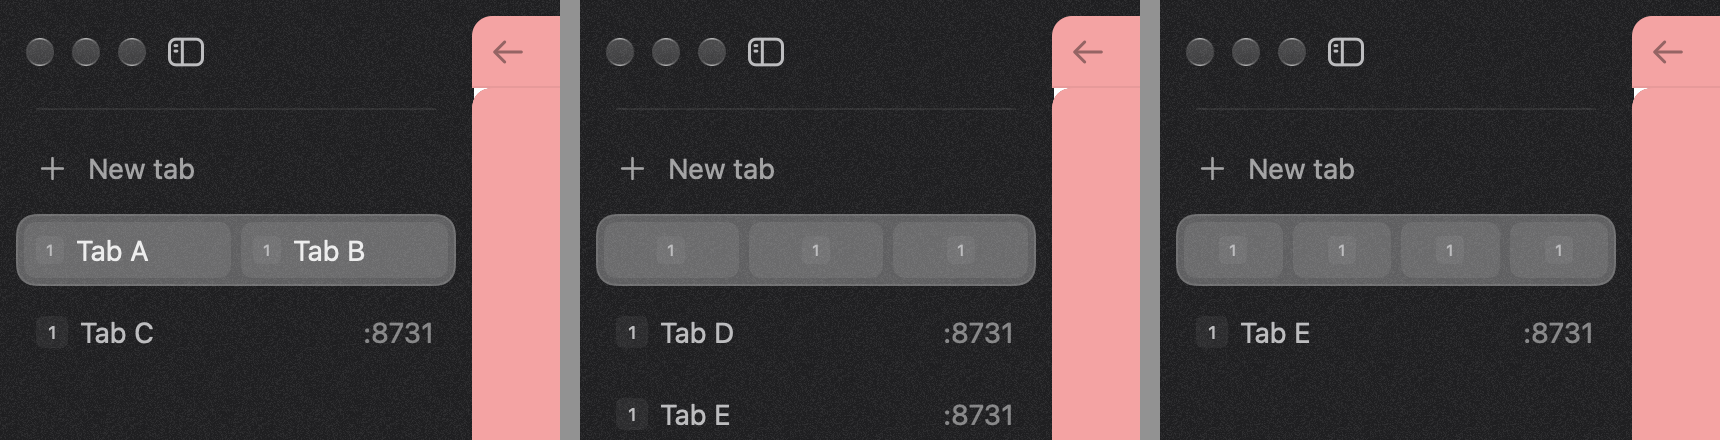 New tab
1 Tab A 1 Tab B
1 Tab C :8731
New tab
1 1 1
1 Tab D :8731
1 Tab E :8731
New tab
1 1 1 1
1 Tab E :8731